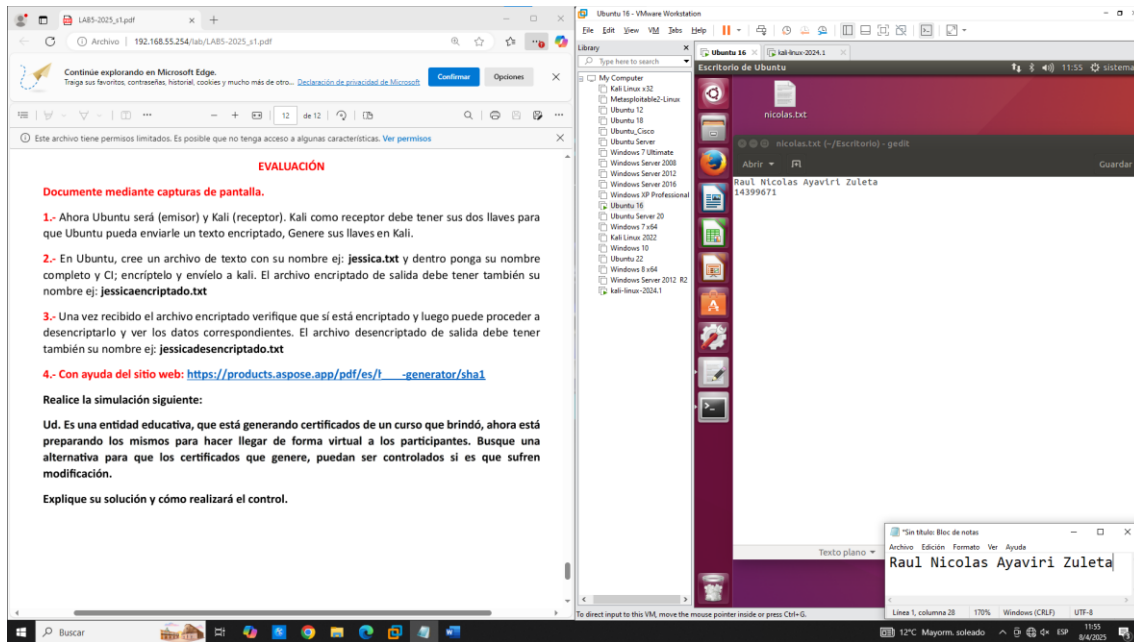 LAB5-2025_s1.pdf
Archivo | 192.168.55.254/lab/LAB5-2025_s1.pdf
Continúe explorando en Microsoft Edge.
Traiga sus favoritos, contraseñas, historial, cookies y mucho más de otro... Declaración de privacidad de Microsoft
Confirmar
Opciones
12 de 12
Este archivo tiene permisos limitados. Es posible que no tenga acceso a algunas características. Ver permisos
EVALUACIÓN
Documente mediante capturas de pantalla.
1.- Ahora Ubuntu será (emisor) y Kali (receptor). Kali como receptor debe tener sus dos llaves para
que Ubuntu pueda enviarle un texto encriptado, Genere sus llaves en Kali.
2.- En Ubuntu, cree un archivo de texto con su nombre ej: jessica.txt y dentro ponga su nombre
completo y CI; encríptelo y envíelo a kali. El archivo encriptado de salida debe tener también su
nombre ej: jessicaencriptado.txt
3.- Una vez recibido el archivo encriptado verifique que sí está encriptado y luego puede proceder a
desencriptarlo y ver los datos correspondientes. El archivo desencriptado de salida debe tener
también su nombre ej: jessicadesencriptado.txt
4.- Con ayuda del sitio web: https://products.aspose.app/pdf/es/h___-generator/sha1
Realice la simulación siguiente:
Ud. Es una entidad educativa, que está generando certificados de un curso que brindó, ahora está
preparando los mismos para hacer llegar de forma virtual a los participantes. Busque una
alternativa para que los certificados que genere, puedan ser controlados si es que sufren
modificación.
Explique su solución y cómo realizará el control.
Ubuntu 16 - VMware Workstation
File Edit View VM Tabs Help
Library
Type here to search
My Computer
Kali Linux x32
Metasploitable2-Linux
Ubuntu 12
Ubuntu 18
Ubuntu_Cisco
Ubuntu Server
Windows 7 Ultimate
Windows Server 2008
Windows Server 2012
Windows Server 2016
Windows XP Professional
Ubuntu 16
Ubuntu Server 20
Windows 7 x64
Kali Linux 2022
Windows 10
Ubuntu 22
Windows 8 x64
Windows Server 2012 R2
kali-linux-2024.1
Ubuntu 16
kali-linux-2024.1
Escritorio de Ubuntu
11:55 sistema
nicolas.txt
nicolas.txt (~/Escritorio) - gedit
Abrir
Guardar
Raul Nicolas Ayaviri Zuleta
14399671
Texto plano
*Sin título: Bloc de notas
Archivo Edición Formato Ver Ayuda
Raul Nicolas Ayaviri Zuleta
Línea 1, columna 28 170% Windows (CRLF) UTF-8
To direct input to this VM, move the mouse pointer inside or press Ctrl+G.
Buscar
12°C Mayorm. soleado
ESP
11:55
8/4/2025